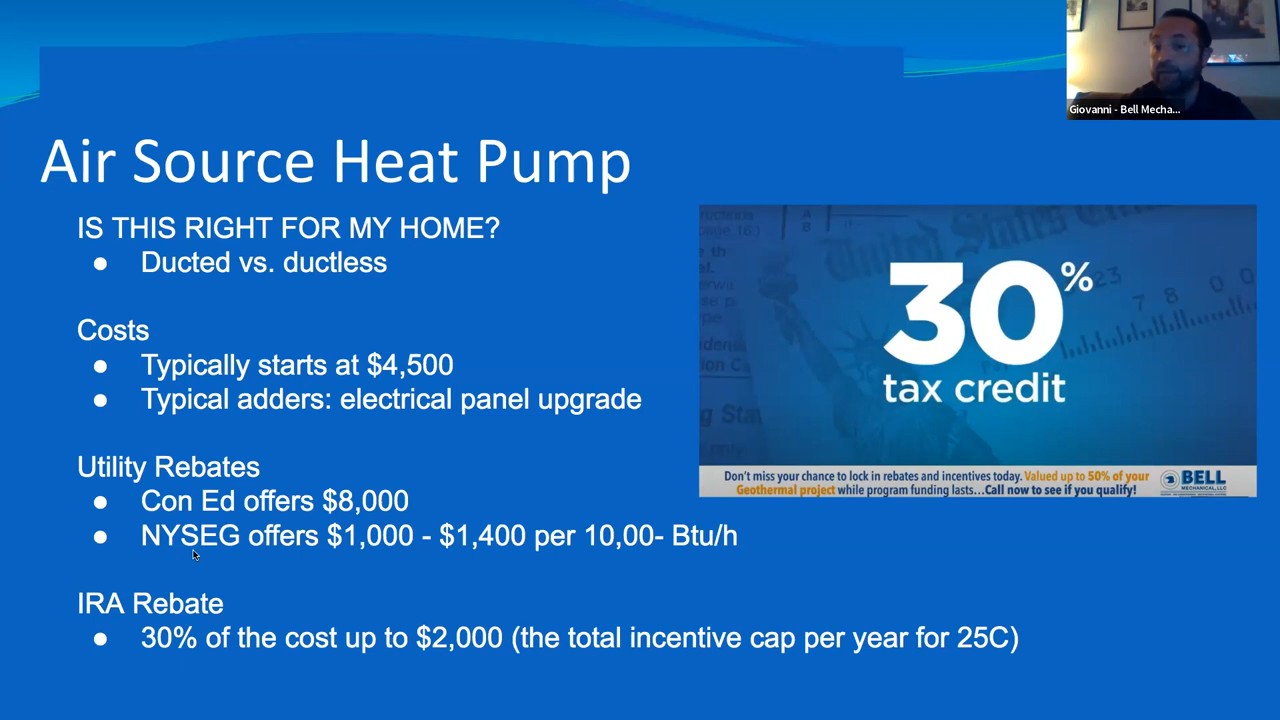 Giovanni - Bell Mecha...
Air Source Heat Pump
IS THIS RIGHT FOR MY HOME?
● Ducted vs. ductless
Costs
● Typically starts at $4,500
● Typical adders: electrical panel upgrade
Utility Rebates
● Con Ed offers $8,000
● NYSEG offers $1,000 - $1,400 per 10,00- Btu/h
IRA Rebate
● 30% of the cost up to $2,000 (the total incentive cap per year for 25C)
United States
30%
tax credit
Don't miss your chance to lock in rebates and incentives today. Valued up to 50% of your
Geothermal project while program funding lasts...Call now to see if you qualify!
BELL
MECHANICAL, LLC